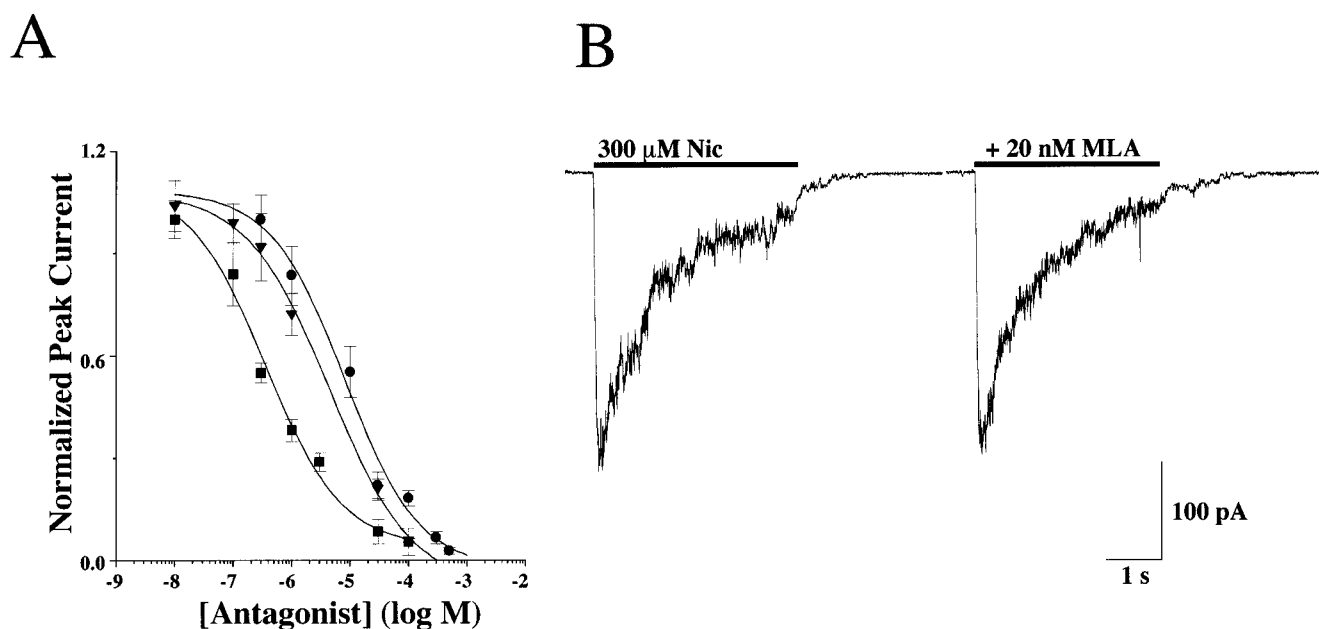 A
B
Normalized Peak Current
1.2
0.6
0.0
-9 -8 -7 -6 -5 -4 -3 -2
[Antagonist] (log M)
300 μM Nic
+ 20 nM MLA
100 pA
1 s